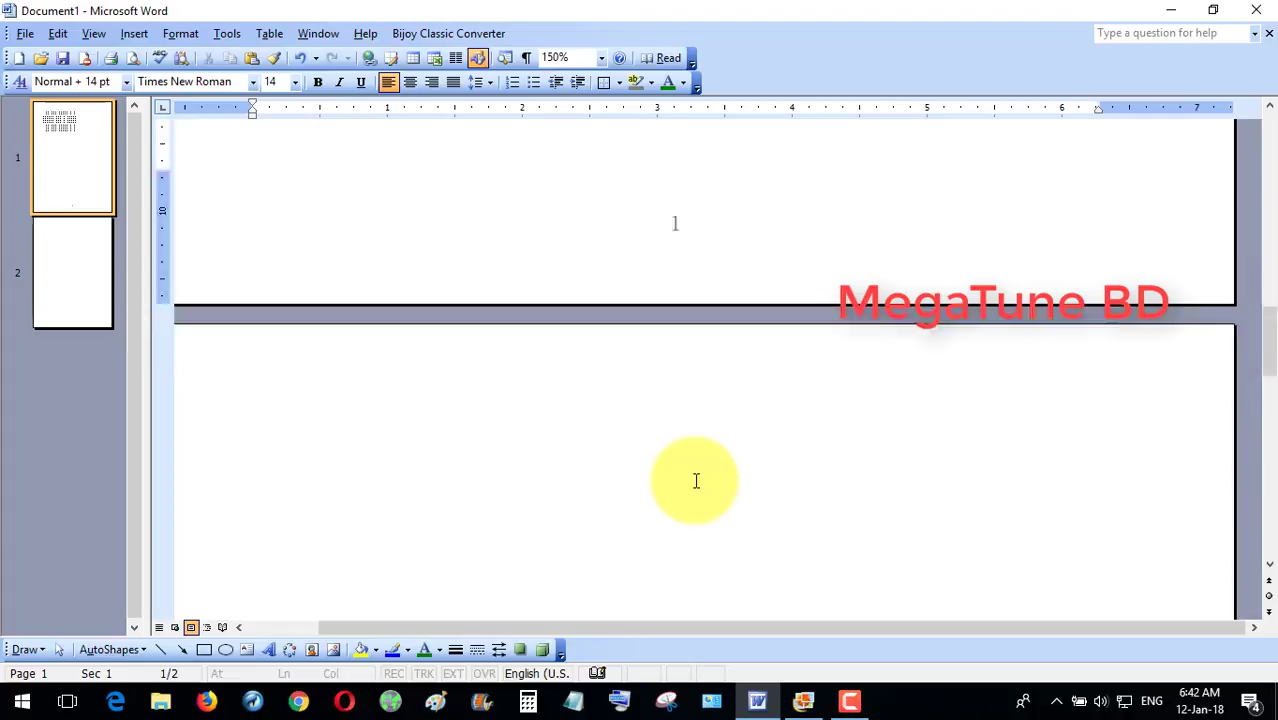 Document1 - Microsoft Word
File Edit View Insert Format Tools Table Window Help Bijoy Classic Converter
Type a question for help
150% Read
Normal + 14 pt Times New Roman 14 B I U
1 2 3 4 5 6 7
1
10
1
MegaTune BD
2
Draw AutoShapes
Page 1 Sec 1 1/2 At Ln Col REC TRK EXT OVR English (U.S.
ENG
6:42 AM
12-Jan-18
4